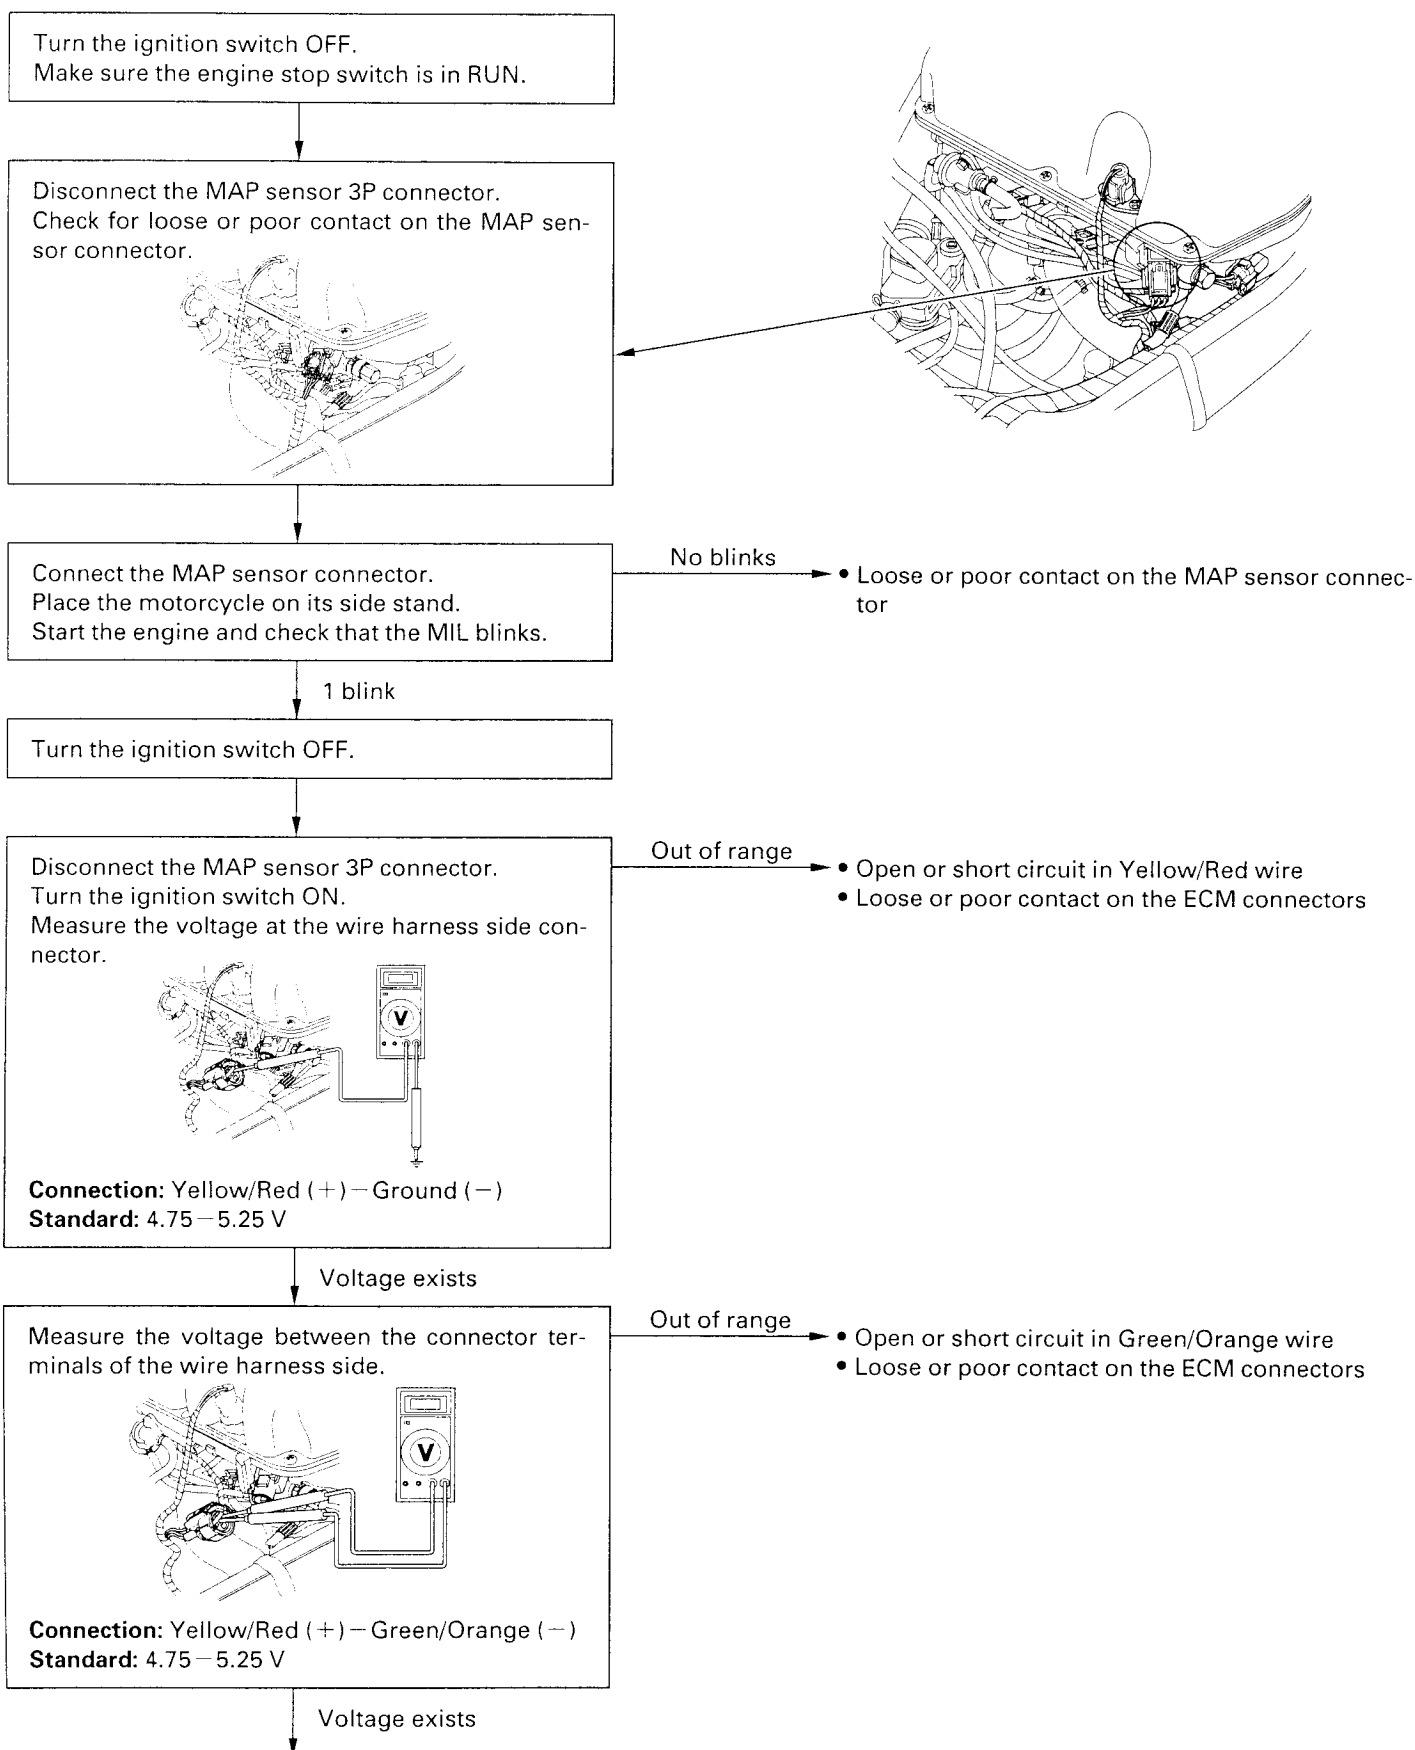 Turn the ignition switch OFF.
Make sure the engine stop switch is in RUN.
Disconnect the MAP sensor 3P connector.
Check for loose or poor contact on the MAP sen-
sor connector.
Connect the MAP sensor connector.
Place the motorcycle on its side stand.
Start the engine and check that the MIL blinks.
No blinks
• Loose or poor contact on the MAP sensor connec-
tor
1 blink
Turn the ignition switch OFF.
Disconnect the MAP sensor 3P connector.
Turn the ignition switch ON.
Measure the voltage at the wire harness side con-
nector.
Out of range
• Open or short circuit in Yellow/Red wire
• Loose or poor contact on the ECM connectors
V
Connection: Yellow/Red (+)–Ground (–)
Standard: 4.75–5.25 V
Voltage exists
Measure the voltage between the connector ter-
minals of the wire harness side.
Out of range
• Open or short circuit in Green/Orange wire
• Loose or poor contact on the ECM connectors
V
Connection: Yellow/Red (+)–Green/Orange (–)
Standard: 4.75–5.25 V
Voltage exists